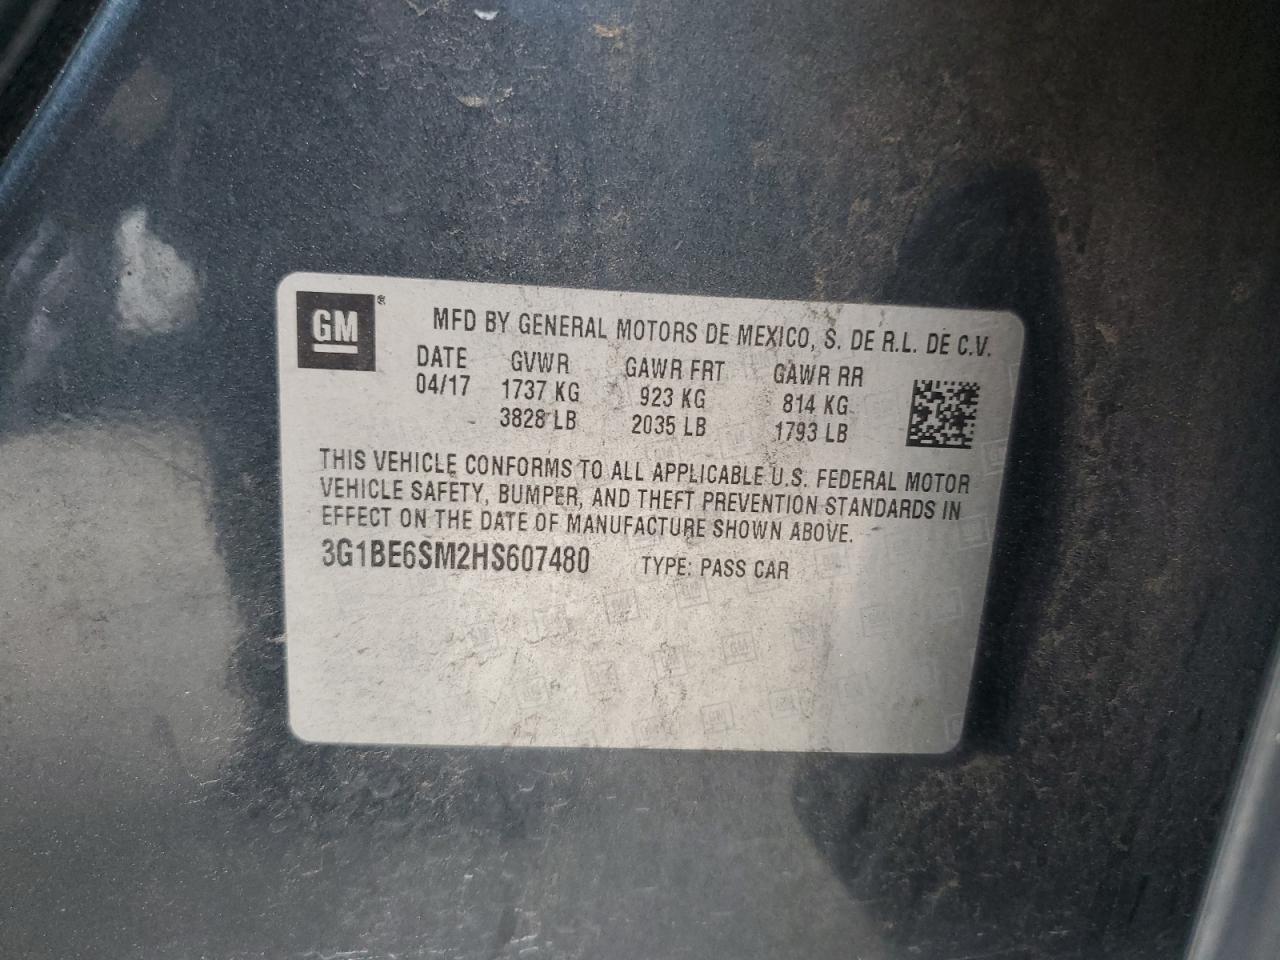 GM®
MFD BY GENERAL MOTORS DE MEXICO, S. DE R.L. DE C.V.
DATE GVWR GAWR FRT GAWR RR
04/17 1737 KG 923 KG 814 KG
3828 LB 2035 LB 1793 LB
THIS VEHICLE CONFORMS TO ALL APPLICABLE U.S. FEDERAL MOTOR
VEHICLE SAFETY, BUMPER, AND THEFT PREVENTION STANDARDS IN
EFFECT ON THE DATE OF MANUFACTURE SHOWN ABOVE.
3G1BE6SM2HS607480 TYPE: PASS CAR